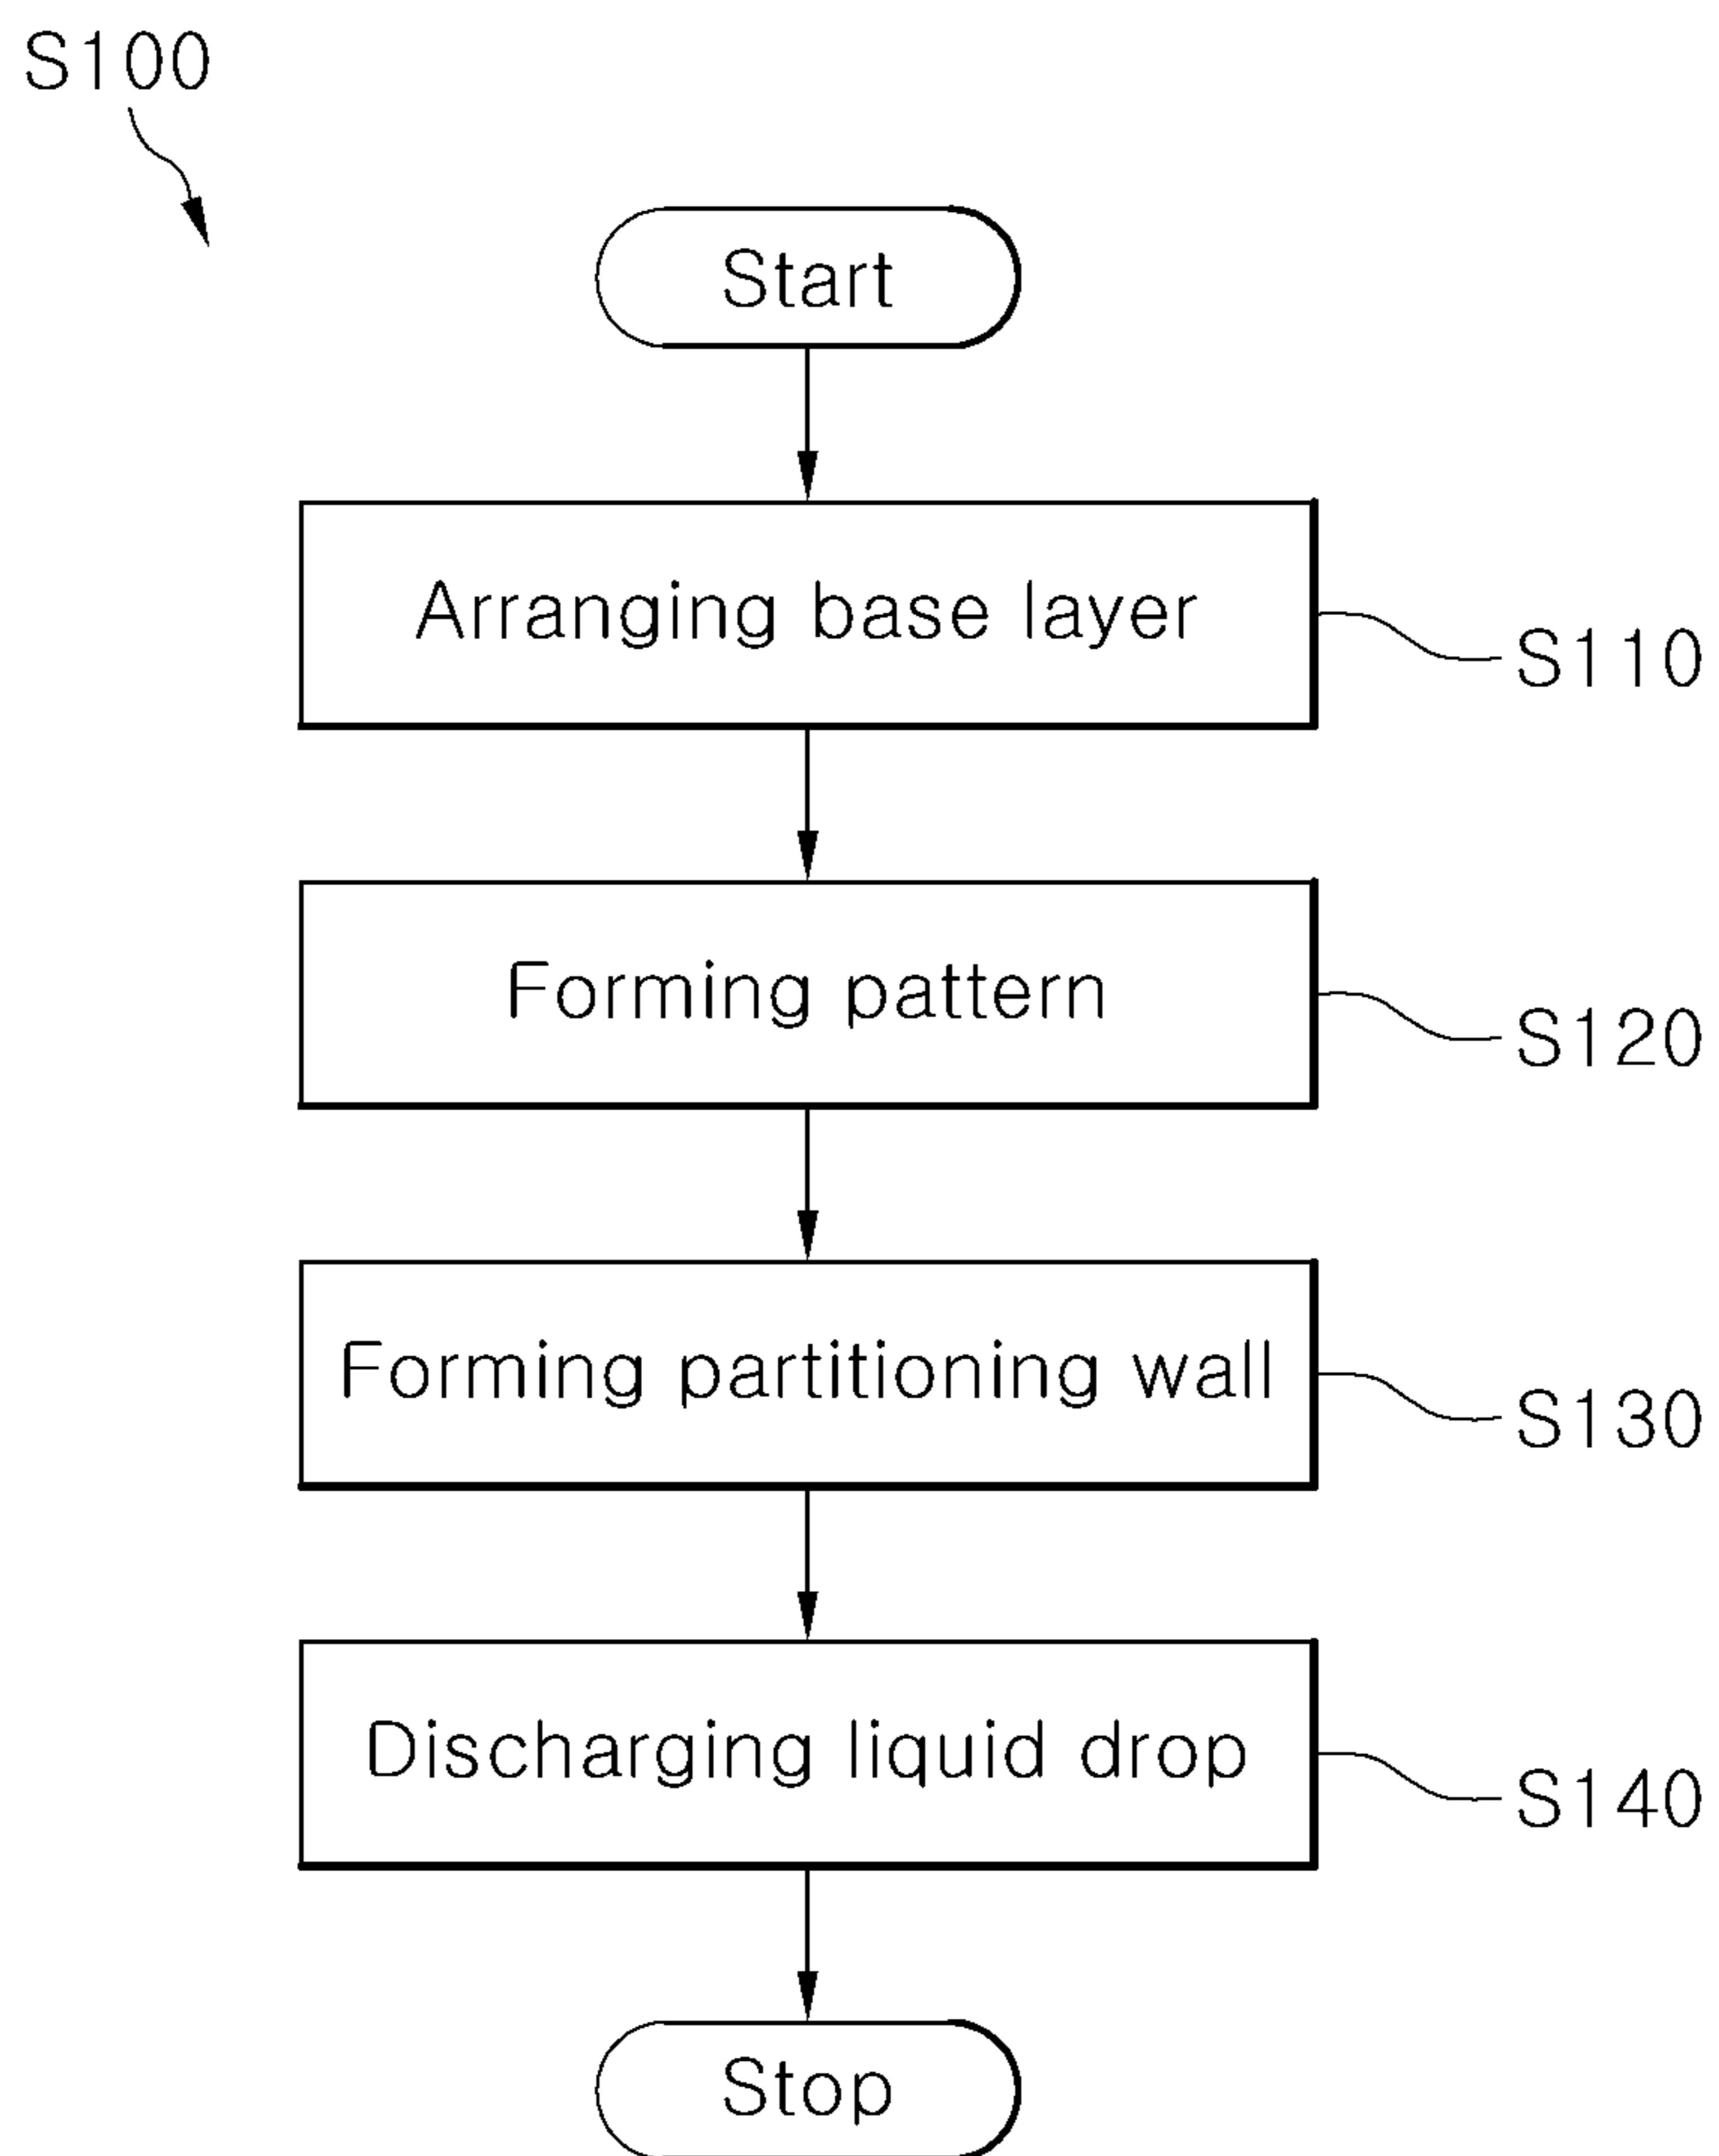 S100
Start
Arranging base layer
S110
Forming pattern
S120
Forming partitioning wall
S130
Discharging liquid drop
S140
Stop